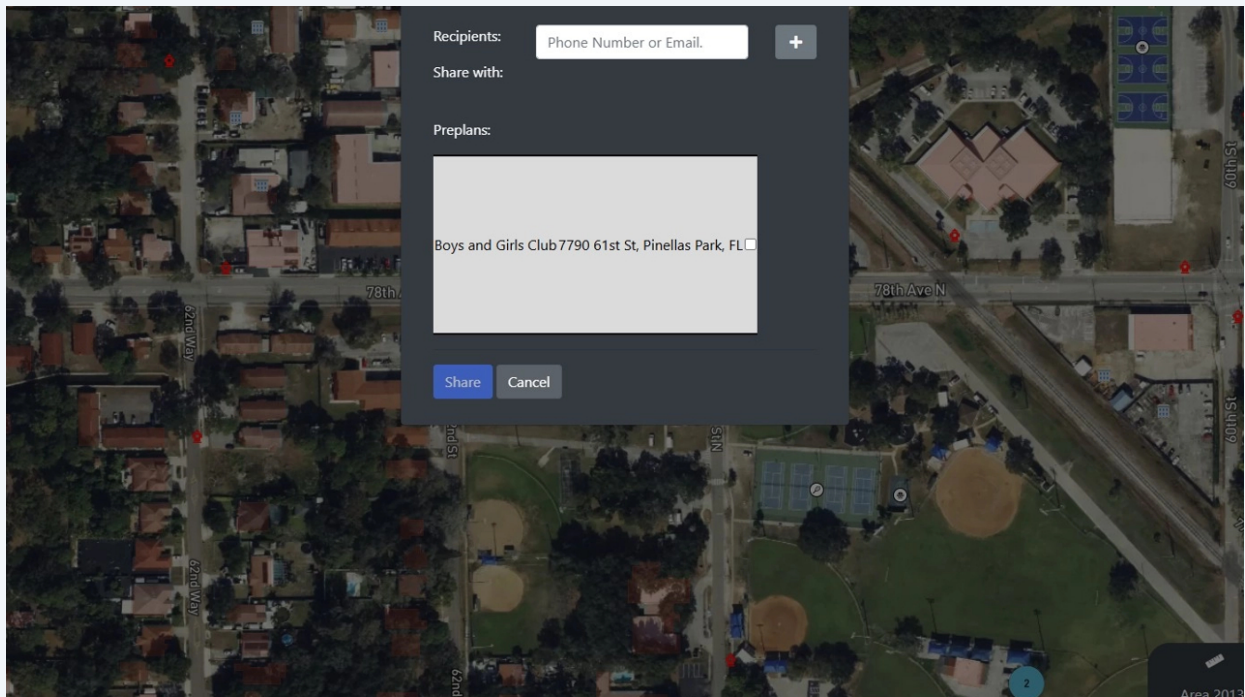 Recipients:
Phone Number or Email.
+
Share with:
Preplans:
Boys and Girls Club 7790 61st St, Pinellas Park, FL
Share
Cancel
60th St
78th
78th Ave N
62nd Way
60th St
St N
62nd Way
62nd
2
Area 2013